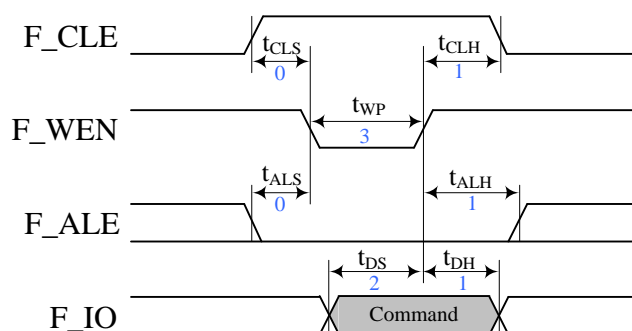 F_CLE
tCLS
0
tCLH
1
F_WEN
tWP
3
tALS
0
tALH
1
F_ALE
tDS
2
tDH
1
F_IO
Command